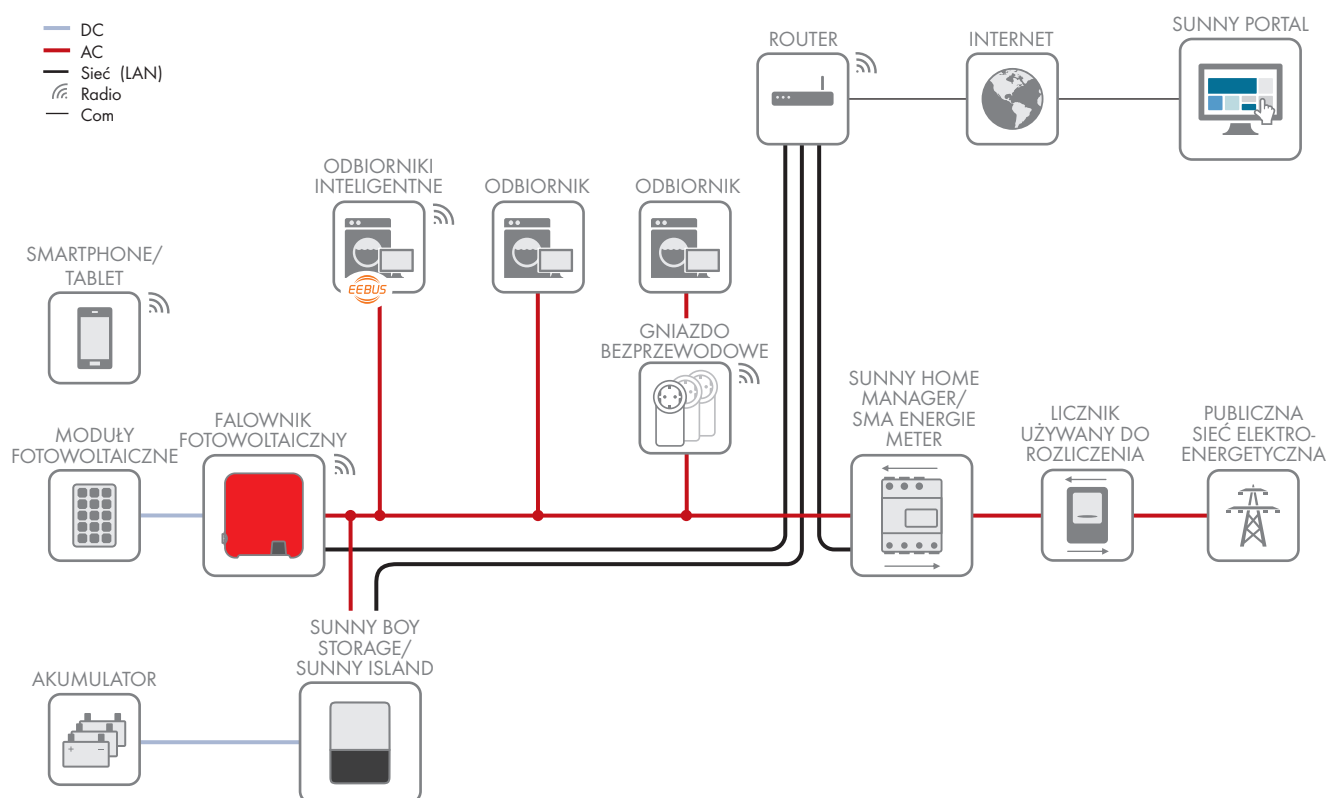 DC
AC
Sieć (LAN)
Radio
Com
ROUTER
INTERNET
SUNNY PORTAL
ODBIORNIKI
INTELIGENTNE
ODBIORNIK
ODBIORNIK
EEBUS
SMARTPHONE/
TABLET
GNIAZDO
BEZPRZEWODOWE
SUNNY HOME
MANAGER/
SMA ENERGIE
METER
LICZNIK
UŻYWANY DO
ROZLICZENIA
PUBLICZNA
SIEĆ ELEKTRO-
ENERGETYCZNA
MODUŁY
FOTOWOLTAICZNE
FALOWNIK
FOTOWOLTAICZNY
SUNNY BOY
STORAGE/
SUNNY ISLAND
AKUMULATOR
+ −